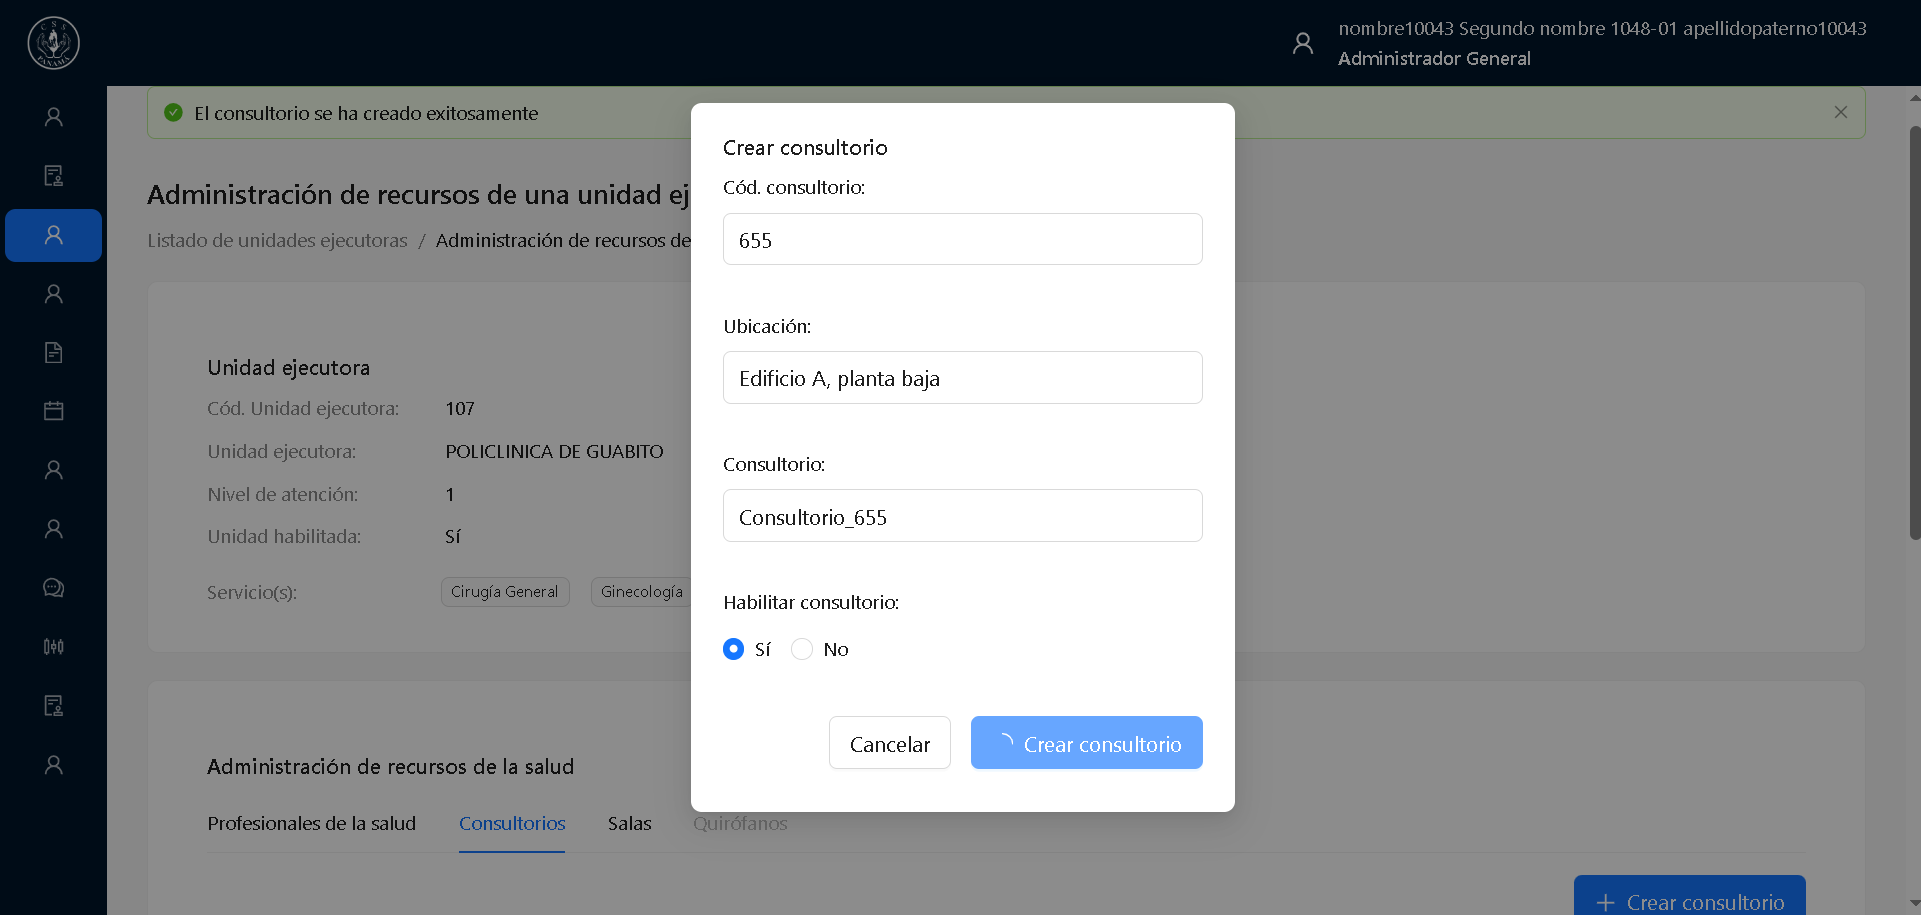 CSS
PANAMA
nombre10043 Segundo nombre 1048-01 apellidopaterno10043
Administrador General
El consultorio se ha creado exitosamente
Administración de recursos de una unidad ej
Listado de unidades ejecutoras / Administración de recursos de
Unidad ejecutora
Cód. Unidad ejecutora: 107
Unidad ejecutora: POLICLINICA DE GUABITO
Nivel de atención: 1
Unidad habilitada: Sí
Servicio(s): Cirugía General Ginecología
Administración de recursos de la salud
Profesionales de la salud Consultorios Salas Quirófanos
+ Crear consultorio
Crear consultorio
Cód. consultorio:
655
Ubicación:
Edificio A, planta baja
Consultorio:
Consultorio_655
Habilitar consultorio:
Sí No
Cancelar Crear consultorio